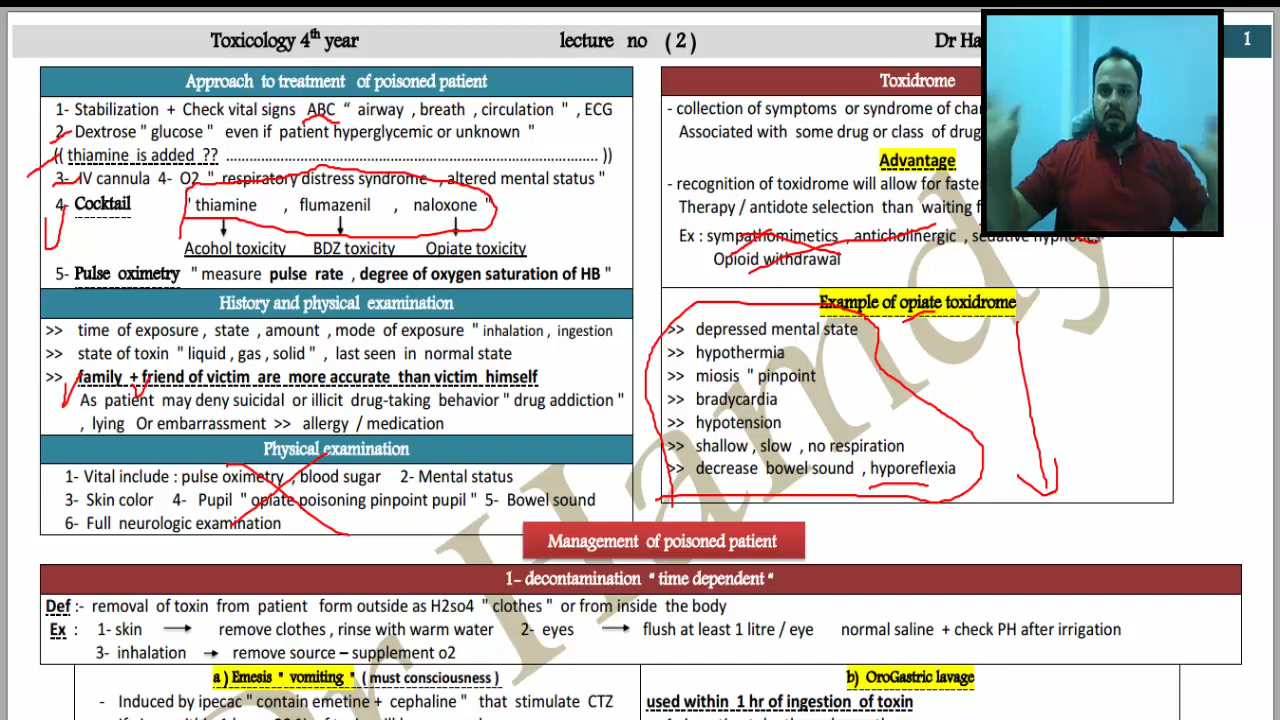 Toxicology 4th year lecture no ( 2 ) Dr Ha 1
Approach to treatment of poisoned patient
1- Stabilization + Check vital signs ABC “ airway , breath , circulation " , ECG
2- Dextrose " glucose " even if patient hyperglycemic or unknown "
(( thiamine is added ?? ........................................................................................... ))
3- IV cannula 4- O2 " respiratory distress syndrome , altered mental status "
4- Cocktail " thiamine , flumazenil , naloxone "
Acohol toxicity BDZ toxicity Opiate toxicity
5- Pulse oximetry " measure pulse rate , degree of oxygen saturation of HB "
History and physical examination
>> time of exposure , state , amount , mode of exposure " inhalation , ingestion
>> state of toxin " liquid , gas , solid " , last seen in normal state
>> family + friend of victim are more accurate than victim himself
As patient may deny suicidal or illicit drug-taking behavior " drug addiction "
, lying Or embarrassment >> allergy / medication
Physical examination
1- Vital include : pulse oximetry , blood sugar 2- Mental status
3- Skin color 4- Pupil " opiate poisoning pinpoint pupil " 5- Bowel sound
6- Full neurologic examination
Toxidrome
- collection of symptoms or syndrome of
Associated with some drug or class of drug
Advantage
- recognition of toxidrome will allow for faster
Therapy / antidote selection than waiting
Ex : sympathomimetics , anticholinergic , sedative hypnotics
Opioid withdrawal
Example of opiate toxidrome
>> depressed mental state
>> hypothermia
>> miosis " pinpoint
>> bradycardia
>> hypotension
>> shallow , slow , no respiration
>> decrease bowel sound , hyporeflexia
Management of poisoned patient
1- decontamination " time dependent "
Def :- removal of toxin from patient form outside as H2so4 " clothes " or from inside the body
Ex : 1- skin → remove clothes , rinse with warm water 2- eyes → flush at least 1 litre / eye normal saline + check PH after irrigation
3- inhalation → remove source – supplement o2
a ) Emesis " vomiting " ( must consciousness )
- Induced by ipecac " contain emetine + cephaline " that stimulate CTZ
b) OroGastric lavage
used within 1 hr of ingestion of toxin
Dr Hamdy